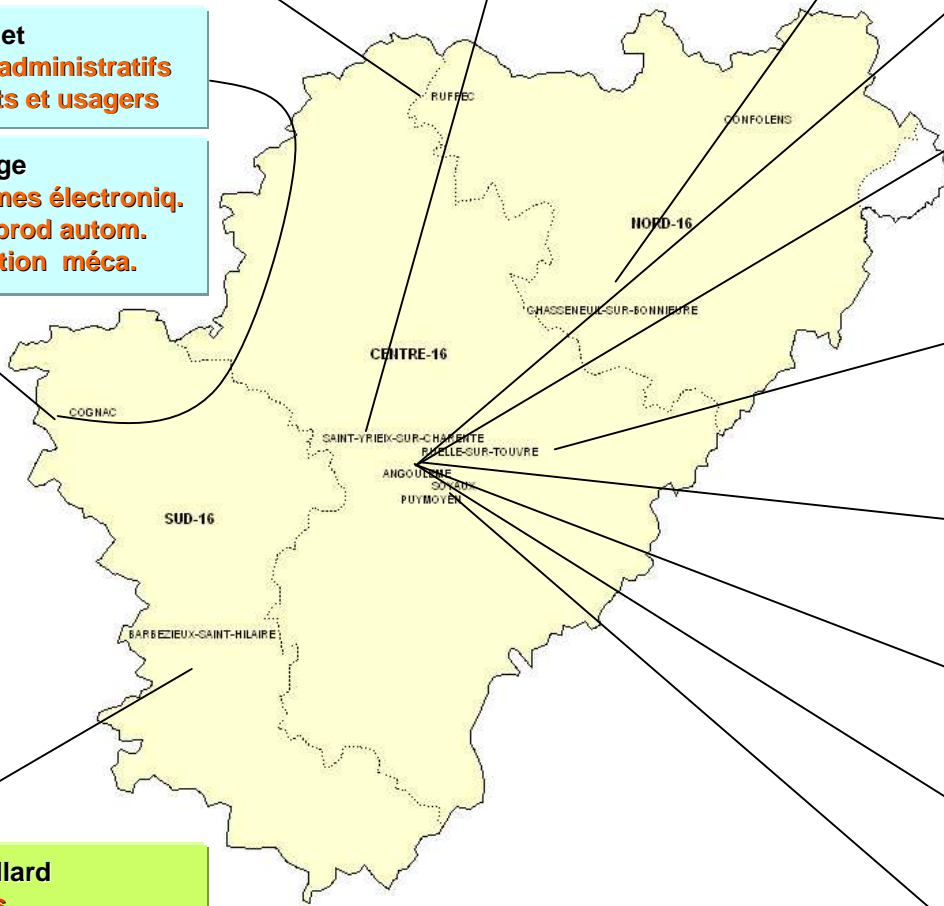 et
administratifs
ts et usagers
ge
mes électroniq.
prod autom.
tion méca.
RUFFEC
CONFOLENS
NORD-16
CHASSENEUIL-SUR-BONNIEURE
CENTRE-16
COGNAC
SAINT-YRIEIX-SUR-CHARENTE
RUELLE-SUR-TOUVRE
ANGOULEME
SOYAUX
PUYMOYEN
SUD-16
BARBEZIEUX-SAINT-HILAIRE
llard